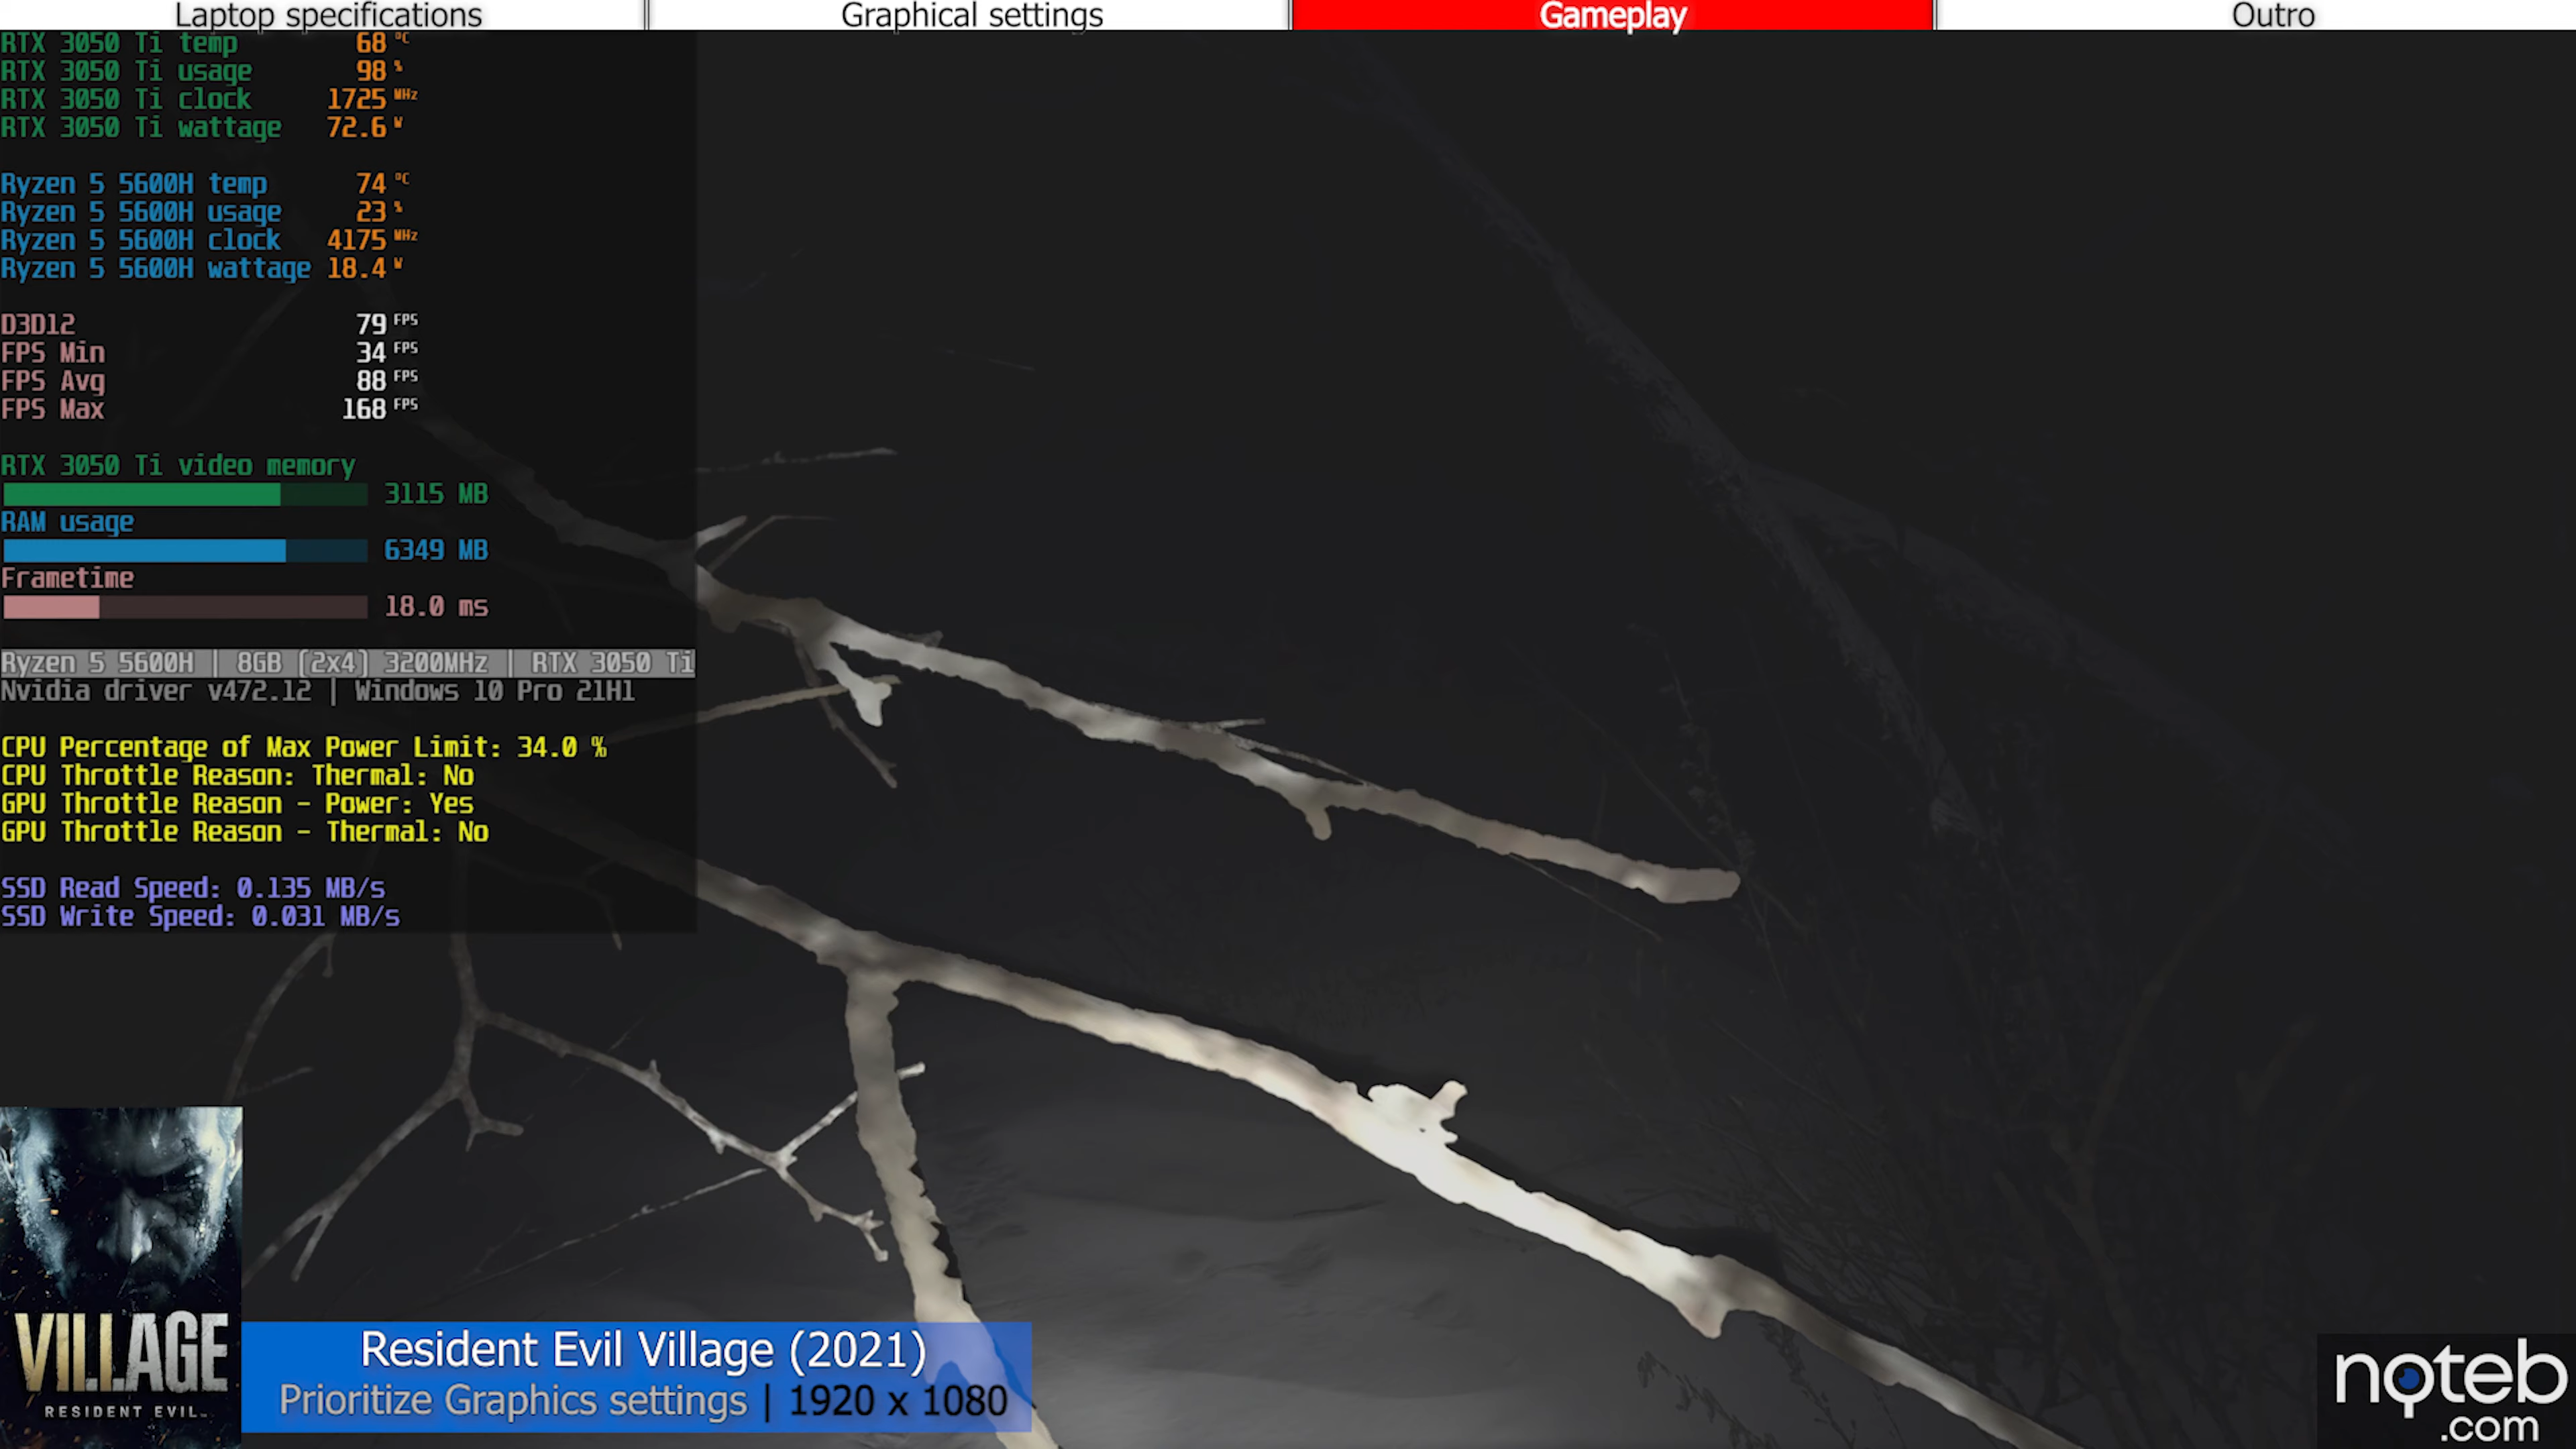 Laptop specifications
Graphical settings
Gameplay
Outro
RTX 3050 Ti temp 68 °C
RTX 3050 Ti usage 98 %
RTX 3050 Ti clock 1725 MHz
RTX 3050 Ti wattage 72.6 W
Ryzen 5 5600H temp 74 °C
Ryzen 5 5600H usage 23 %
Ryzen 5 5600H clock 4175 MHz
Ryzen 5 5600H wattage 18.4 W
D3D12 79 FPS
FPS Min 34 FPS
FPS Avg 88 FPS
FPS Max 168 FPS
RTX 3050 Ti video memory
3115 MB
RAM usage
6349 MB
Frametime
18.0 ms
Ryzen 5 5600H | 8GB (2x4) 3200MHz | RTX 3050 Ti
Nvidia driver v472.12 | Windows 10 Pro 21H1
CPU Percentage of Max Power Limit: 34.0 %
CPU Throttle Reason: Thermal: No
GPU Throttle Reason - Power: Yes
GPU Throttle Reason - Thermal: No
SSD Read Speed: 0.135 MB/s
SSD Write Speed: 0.031 MB/s
VILLAGE
RESIDENT EVIL
Resident Evil Village (2021)
Prioritize Graphics settings | 1920 x 1080
noteb
.com